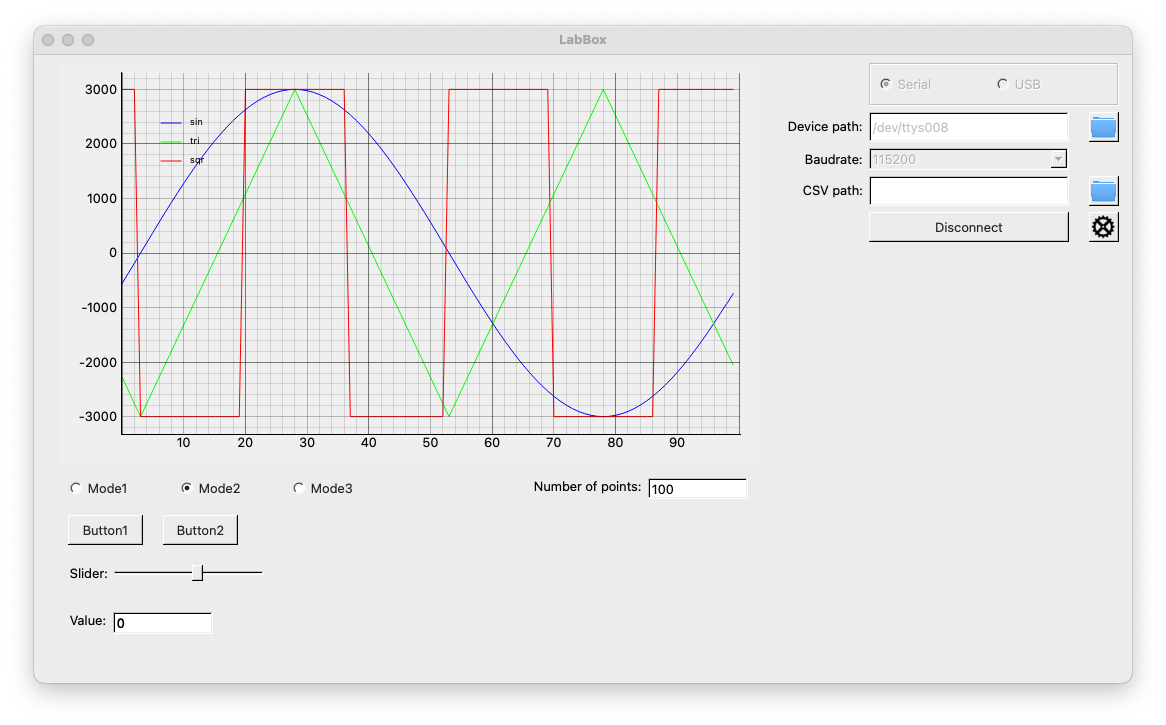 LabBox
3000
2000
1000
0
-1000
-2000
-3000
sin
tri
sqr
10 20 30 40 50 60 70 80 90
Serial USB
Device path: /dev/ttys008
Baudrate: 115200
CSV path:
Disconnect
Mode1 Mode2 Mode3 Number of points: 100
Button1 Button2
Slider:
Value: 0